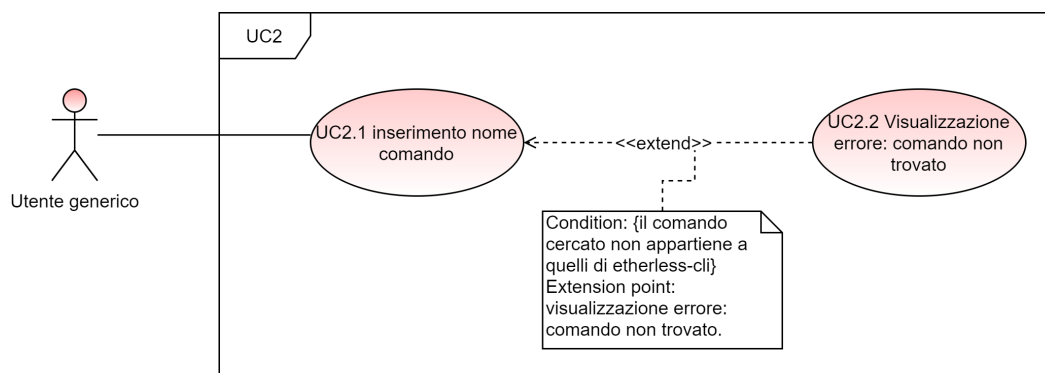 UC2
UC2.1 inserimento nome
comando
<<extend>>
UC2.2 Visualizzazione
errore: comando non
trovato
Utente generico
Condition: {il comando
cercato non appartiene a
quelli di etherless-cli}
Extension point:
visualizzazione errore:
comando non trovato.